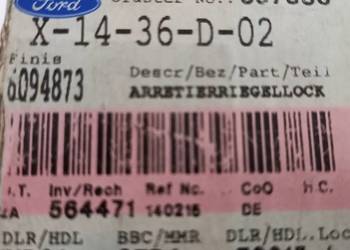 Ford
X-14-36-D-02
Finis Descr/Bez/Part/Teil
6094873 ARRETIERRIEGELLOCK
Inv/Rech Ref No. CoO H.C.
564471 140215 DE
DLR/HDL BBC/MMR DLR/HDL.Loc